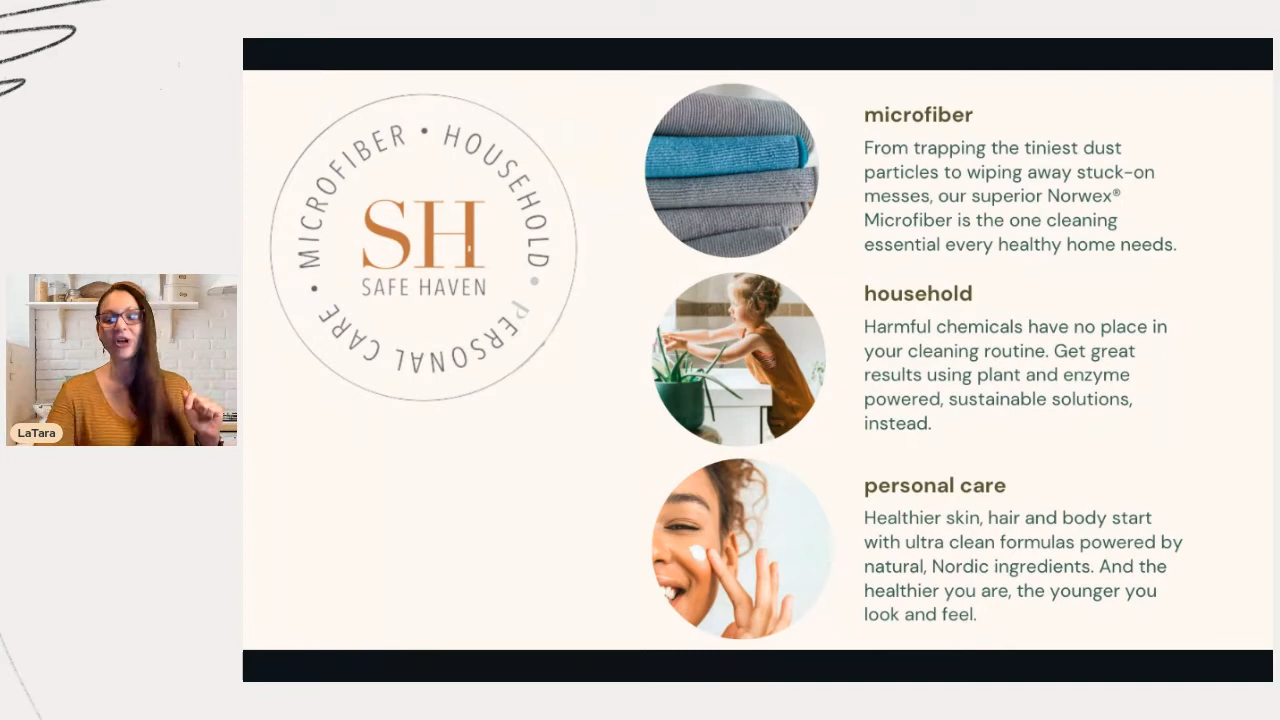 MICROFIBER • HOUSEHOLD • PERSONAL CARE •
SH
SAFE HAVEN
microfiber
From trapping the tiniest dust
particles to wiping away stuck-on
messes, our superior Norwex®
Microfiber is the one cleaning
essential every healthy home needs.
household
Harmful chemicals have no place in
your cleaning routine. Get great
results using plant and enzyme
powered, sustainable solutions,
instead.
personal care
Healthier skin, hair and body start
with ultra clean formulas powered by
natural, Nordic ingredients. And the
healthier you are, the younger you
look and feel.
LaTara